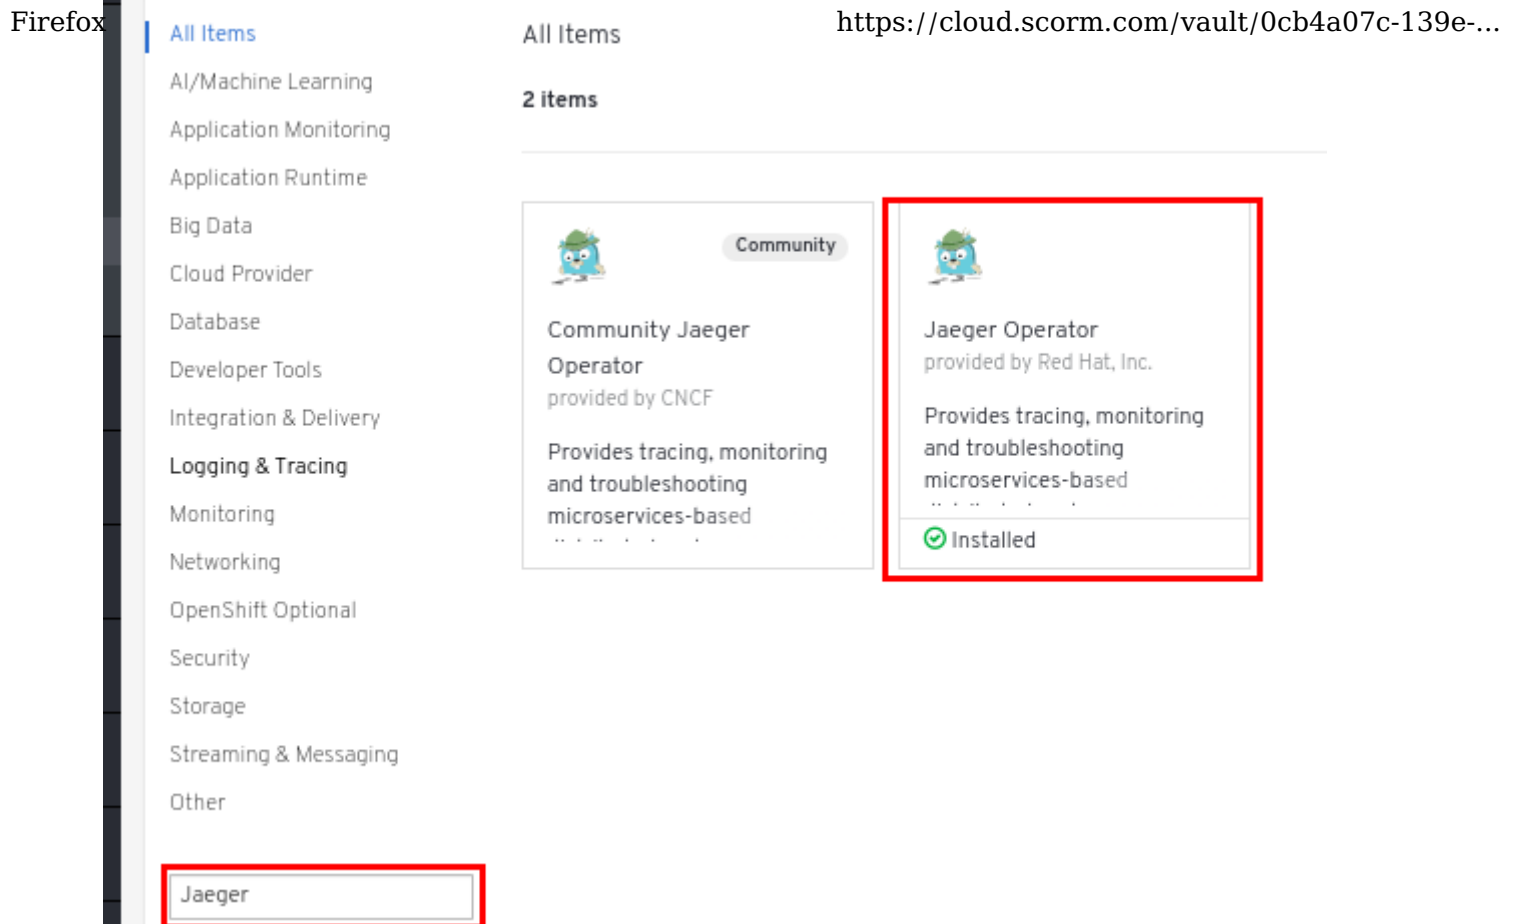 Firefox
https://cloud.scorm.com/vault/0cb4a07c-139e-...
All Items
AI/Machine Learning
Application Monitoring
Application Runtime
Big Data
Cloud Provider
Database
Developer Tools
Integration & Delivery
Logging & Tracing
Monitoring
Networking
OpenShift Optional
Security
Storage
Streaming & Messaging
Other
Jaeger
All Items
2 items
Community
Community Jaeger
Operator
provided by CNCF
Provides tracing, monitoring
and troubleshooting
microservices-based
Jaeger Operator
provided by Red Hat, Inc.
Provides tracing, monitoring
and troubleshooting
microservices-based
Installed